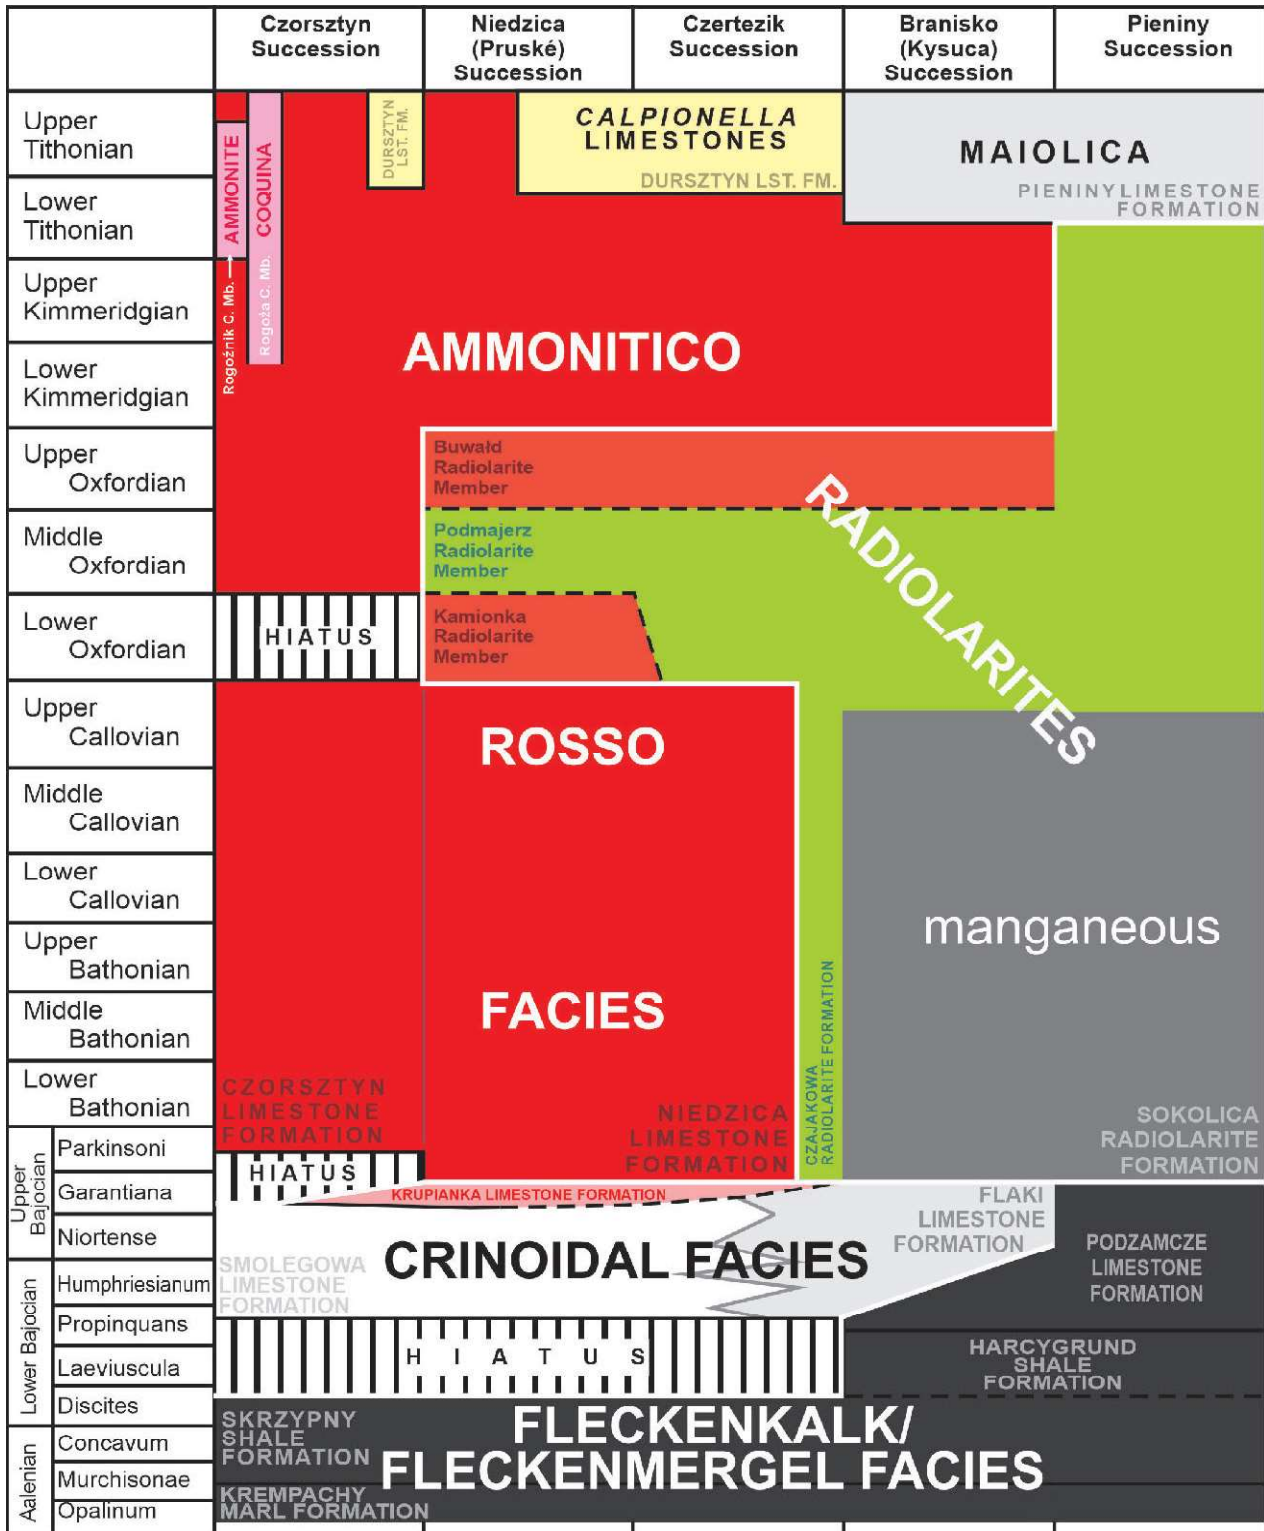 Czorsztyn
Succession
Niedzica
(Pruské)
Succession
Czertezik
Succession
Branisko
(Kysuca)
Succession
Pieniny
Succession
Upper
Tithonian
Lower
Tithonian
Upper
Kimmeridgian
Lower
Kimmeridgian
Upper
Oxfordian
Middle
Oxfordian
Lower
Oxfordian
Upper
Callovian
Middle
Callovian
Lower
Callovian
Upper
Bathonian
Middle
Bathonian
Lower
Bathonian
Upper
Bajocian
Parkinsoni
Garantiana
Niortense
Lower Bajocian
Humphriesianum
Propinquans
Laeviuscula
Discites
Aalenian
Concavum
Murchisonae
Opalinum
AMMONITE
COQUINA
Rogoźnik C. Mb.
Rogoża C. Mb.
DURSZTYN
LST. FM.
CALPIONELLA
LIMESTONES
DURSZTYN LST. FM.
MAIOLICA
PIENINY LIMESTONE
FORMATION
AMMONITICO
Buwałd
Radiolarite
Member
Podmajerz
Radiolarite
Member
Kamionka
Radiolarite
Member
RADIOLARITES
HIATUS
ROSSO
FACIES
manganeous
CZORSZTYN
LIMESTONE
FORMATION
NIEDZICA
LIMESTONE
FORMATION
CZAJAKOWA
RADIOLARITE FORMATION
SOKOLICA
RADIOLARITE
FORMATION
HIATUS
KRUPIANKA LIMESTONE FORMATION
FLAKI
LIMESTONE
FORMATION
CRINOIDAL FACIES
SMOLEGOWA
LIMESTONE
FORMATION
PODZAMCZE
LIMESTONE
FORMATION
HIATUS
HARCYGRUND
SHALE
FORMATION
SKRZYPNY
SHALE
FORMATION
FLECKENKALK/
FLECKENMERGEL FACIES
KREMPACHY
MARL FORMATION